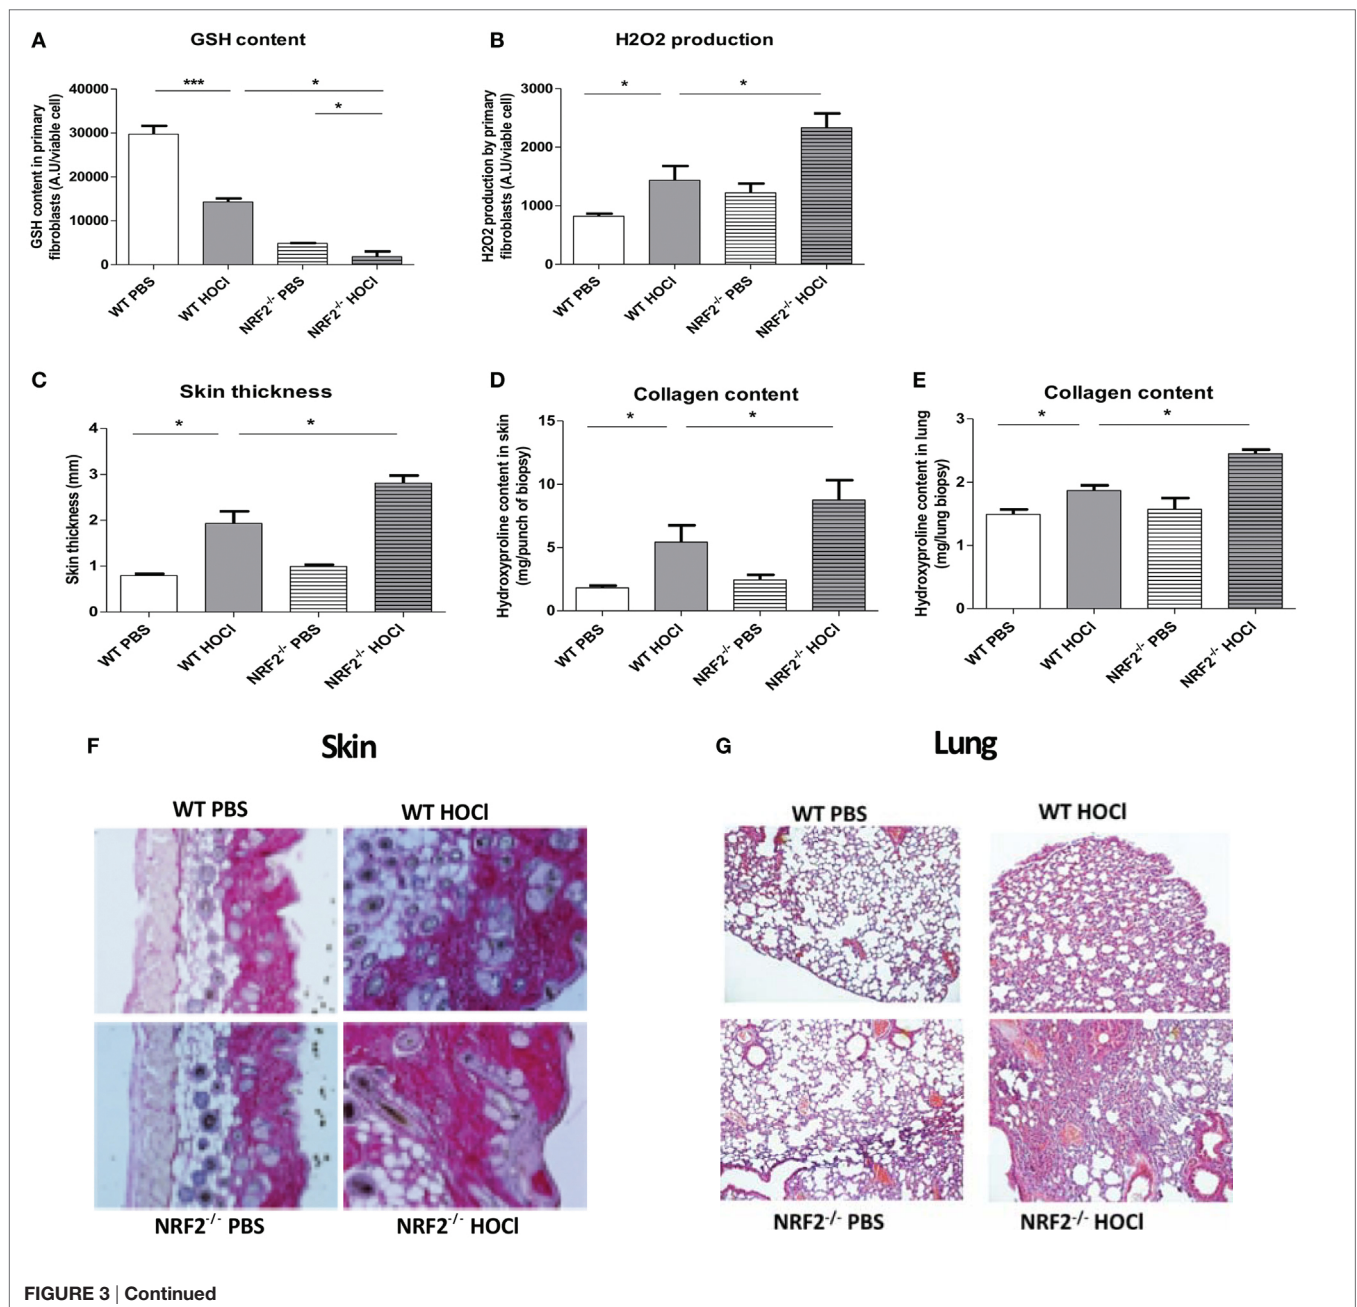 A
GSH content
GSH content in primary
fibroblasts (A.U/viable cell)
40000
30000
20000
10000
0
***
*
*
WT PBS
WT HOCl
NRF2-/- PBS
NRF2-/- HOCl
B
H2O2 production
H2O2 production by primary
fibroblasts (A.U/viable cell)
3000
2000
1000
0
*
*
WT PBS
WT HOCl
NRF2-/- PBS
NRF2-/- HOCl
C
Skin thickness
Skin thickness (mm)
4
3
2
1
0
*
*
WT PBS
WT HOCl
NRF2-/- PBS
NRF2-/- HOCl
D
Collagen content
Hydroxyproline content in skin
(mg/punch of biopsy)
15
10
5
0
*
*
WT PBS
WT HOCl
NRF2-/- PBS
NRF2-/- HOCl
E
Collagen content
Hydroxyproline content in lung
(mg/lung biopsy)
3
2
1
0
*
*
WT PBS
WT HOCl
NRF2-/- PBS
NRF2-/- HOCl
F
Skin
WT PBS
WT HOCl
NRF2-/- PBS
NRF2-/- HOCl
G
Lung
WT PBS
WT HOCl
NRF2-/- PBS
NRF2-/- HOCl
FIGURE 3 | Continued